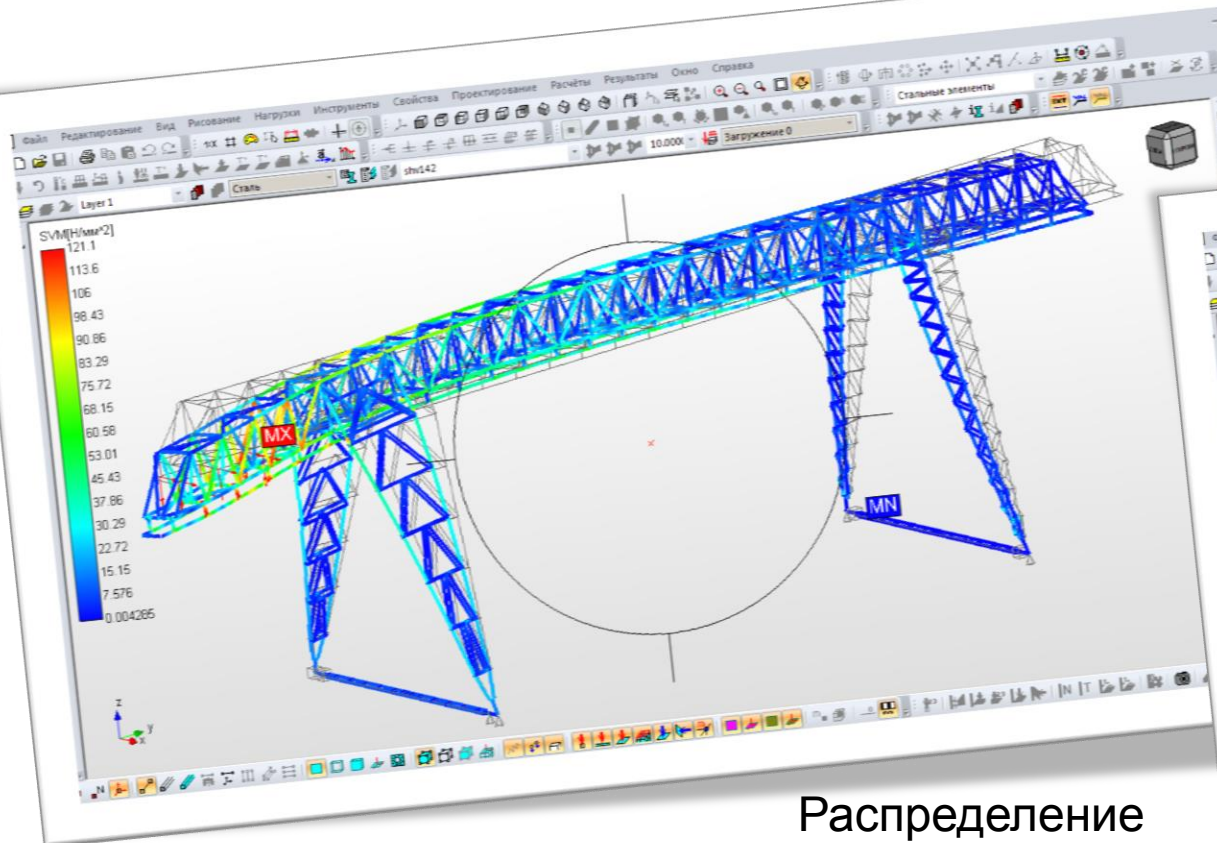 Файл Редактирование Вид Рисование Инструменты Нагрузки Свойства Проектирование Расчёты Результаты Окно Справка
Стальные элементы
10.000
Загружение 0
shv142
Layer 1
Сталь
SVM[Н/мм^2]
121.1
113.6
106
98.43
90.86
83.29
75.72
68.15
60.58
53.01
45.43
37.86
30.29
22.72
15.15
7.576
0.004285
MX
MN
z
y
x
N
N T
Распределение